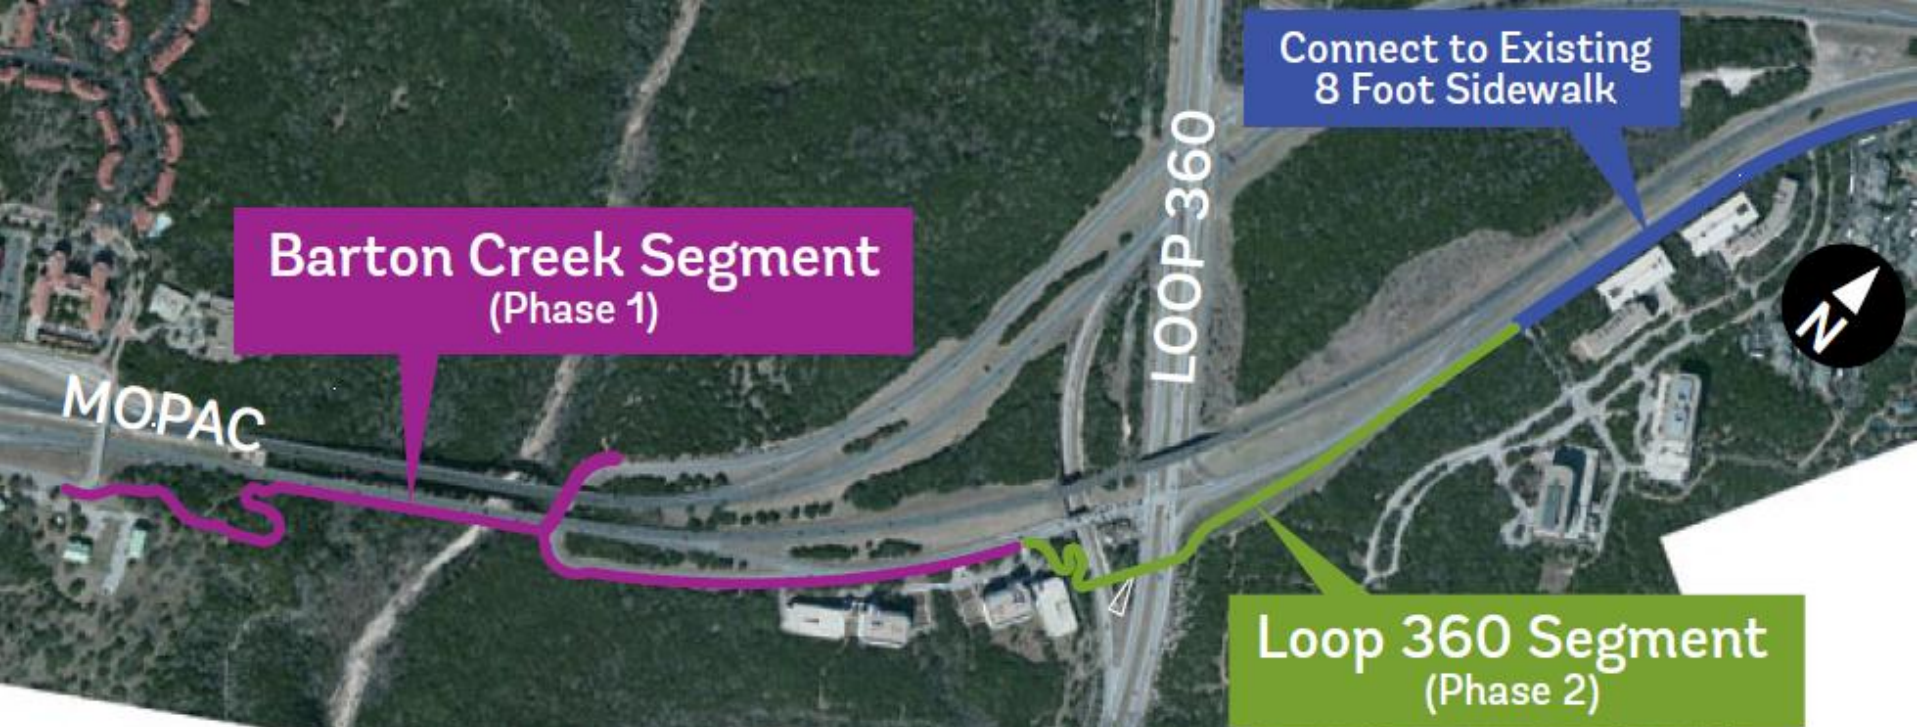 Connect to Existing
8 Foot Sidewalk
LOOP 360
Barton Creek Segment
(Phase 1)
MOPAC
N
Loop 360 Segment
(Phase 2)